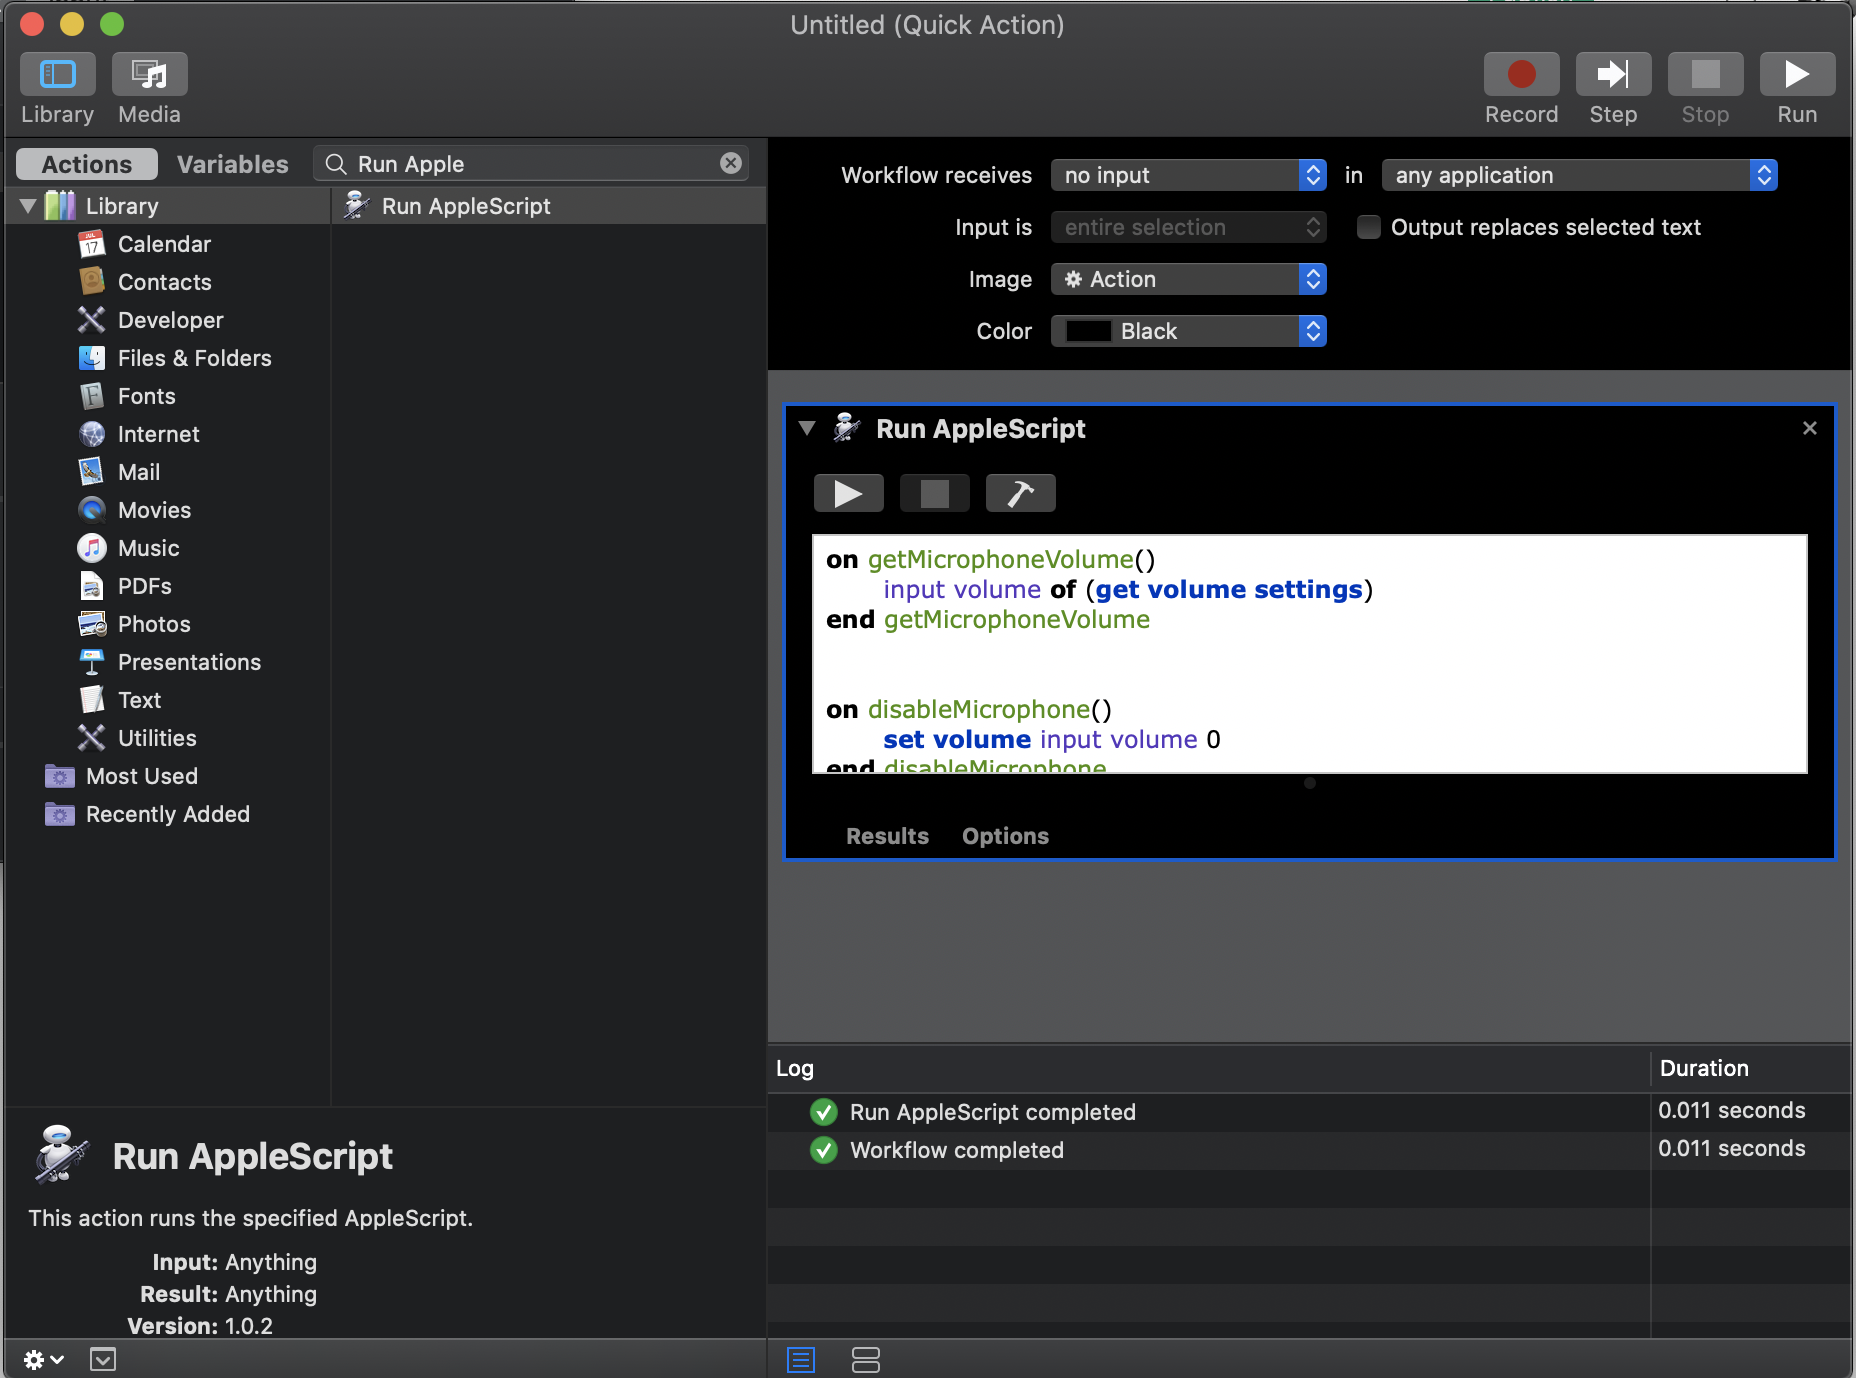 Untitled (Quick Action)
Library
Media
Record
Step
Stop
Run
Actions
Variables
Run Apple
Library
Calendar
Contacts
Developer
Files & Folders
Fonts
Internet
Mail
Movies
Music
PDFs
Photos
Presentations
Text
Utilities
Most Used
Recently Added
Run AppleScript
Workflow receives no input in any application
Input is entire selection Output replaces selected text
Image Action
Color Black
Run AppleScript
on getMicrophoneVolume()
input volume of (get volume settings)
end getMicrophoneVolume
on disableMicrophone()
set volume input volume 0
end disableMicrophone
Results Options
Log Duration
Run AppleScript completed 0.011 seconds
Workflow completed 0.011 seconds
Run AppleScript
This action runs the specified AppleScript.
Input: Anything
Result: Anything
Version: 1.0.2